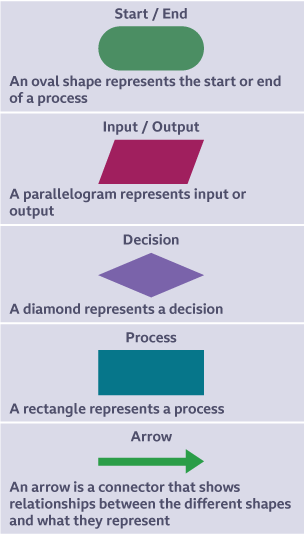 Start / End
An oval shape represents the start or end
of a process
Input / Output
A parallelogram represents input or
output
Decision
A diamond represents a decision
Process
A rectangle represents a process
Arrow
An arrow is a connector that shows
relationships between the different shapes
and what they represent